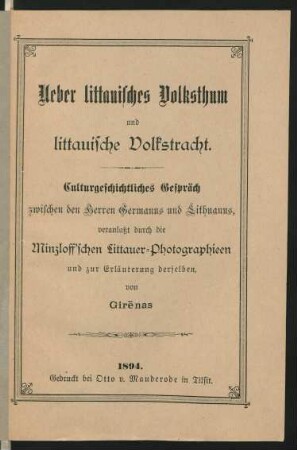 Ueber littauisches Volksthum
und
littauische Volkstracht.
Culturgeschichtliches Gespräch
zwischen den Herren Germanus und Lithuanus,
veranlaßt durch die
Minzloff'schen Littauer-Photographieen
und zur Erläuterung derselben,
von
Girėnas
1894.
Gedruckt bei Otto v. Mauderode in Tilsit.